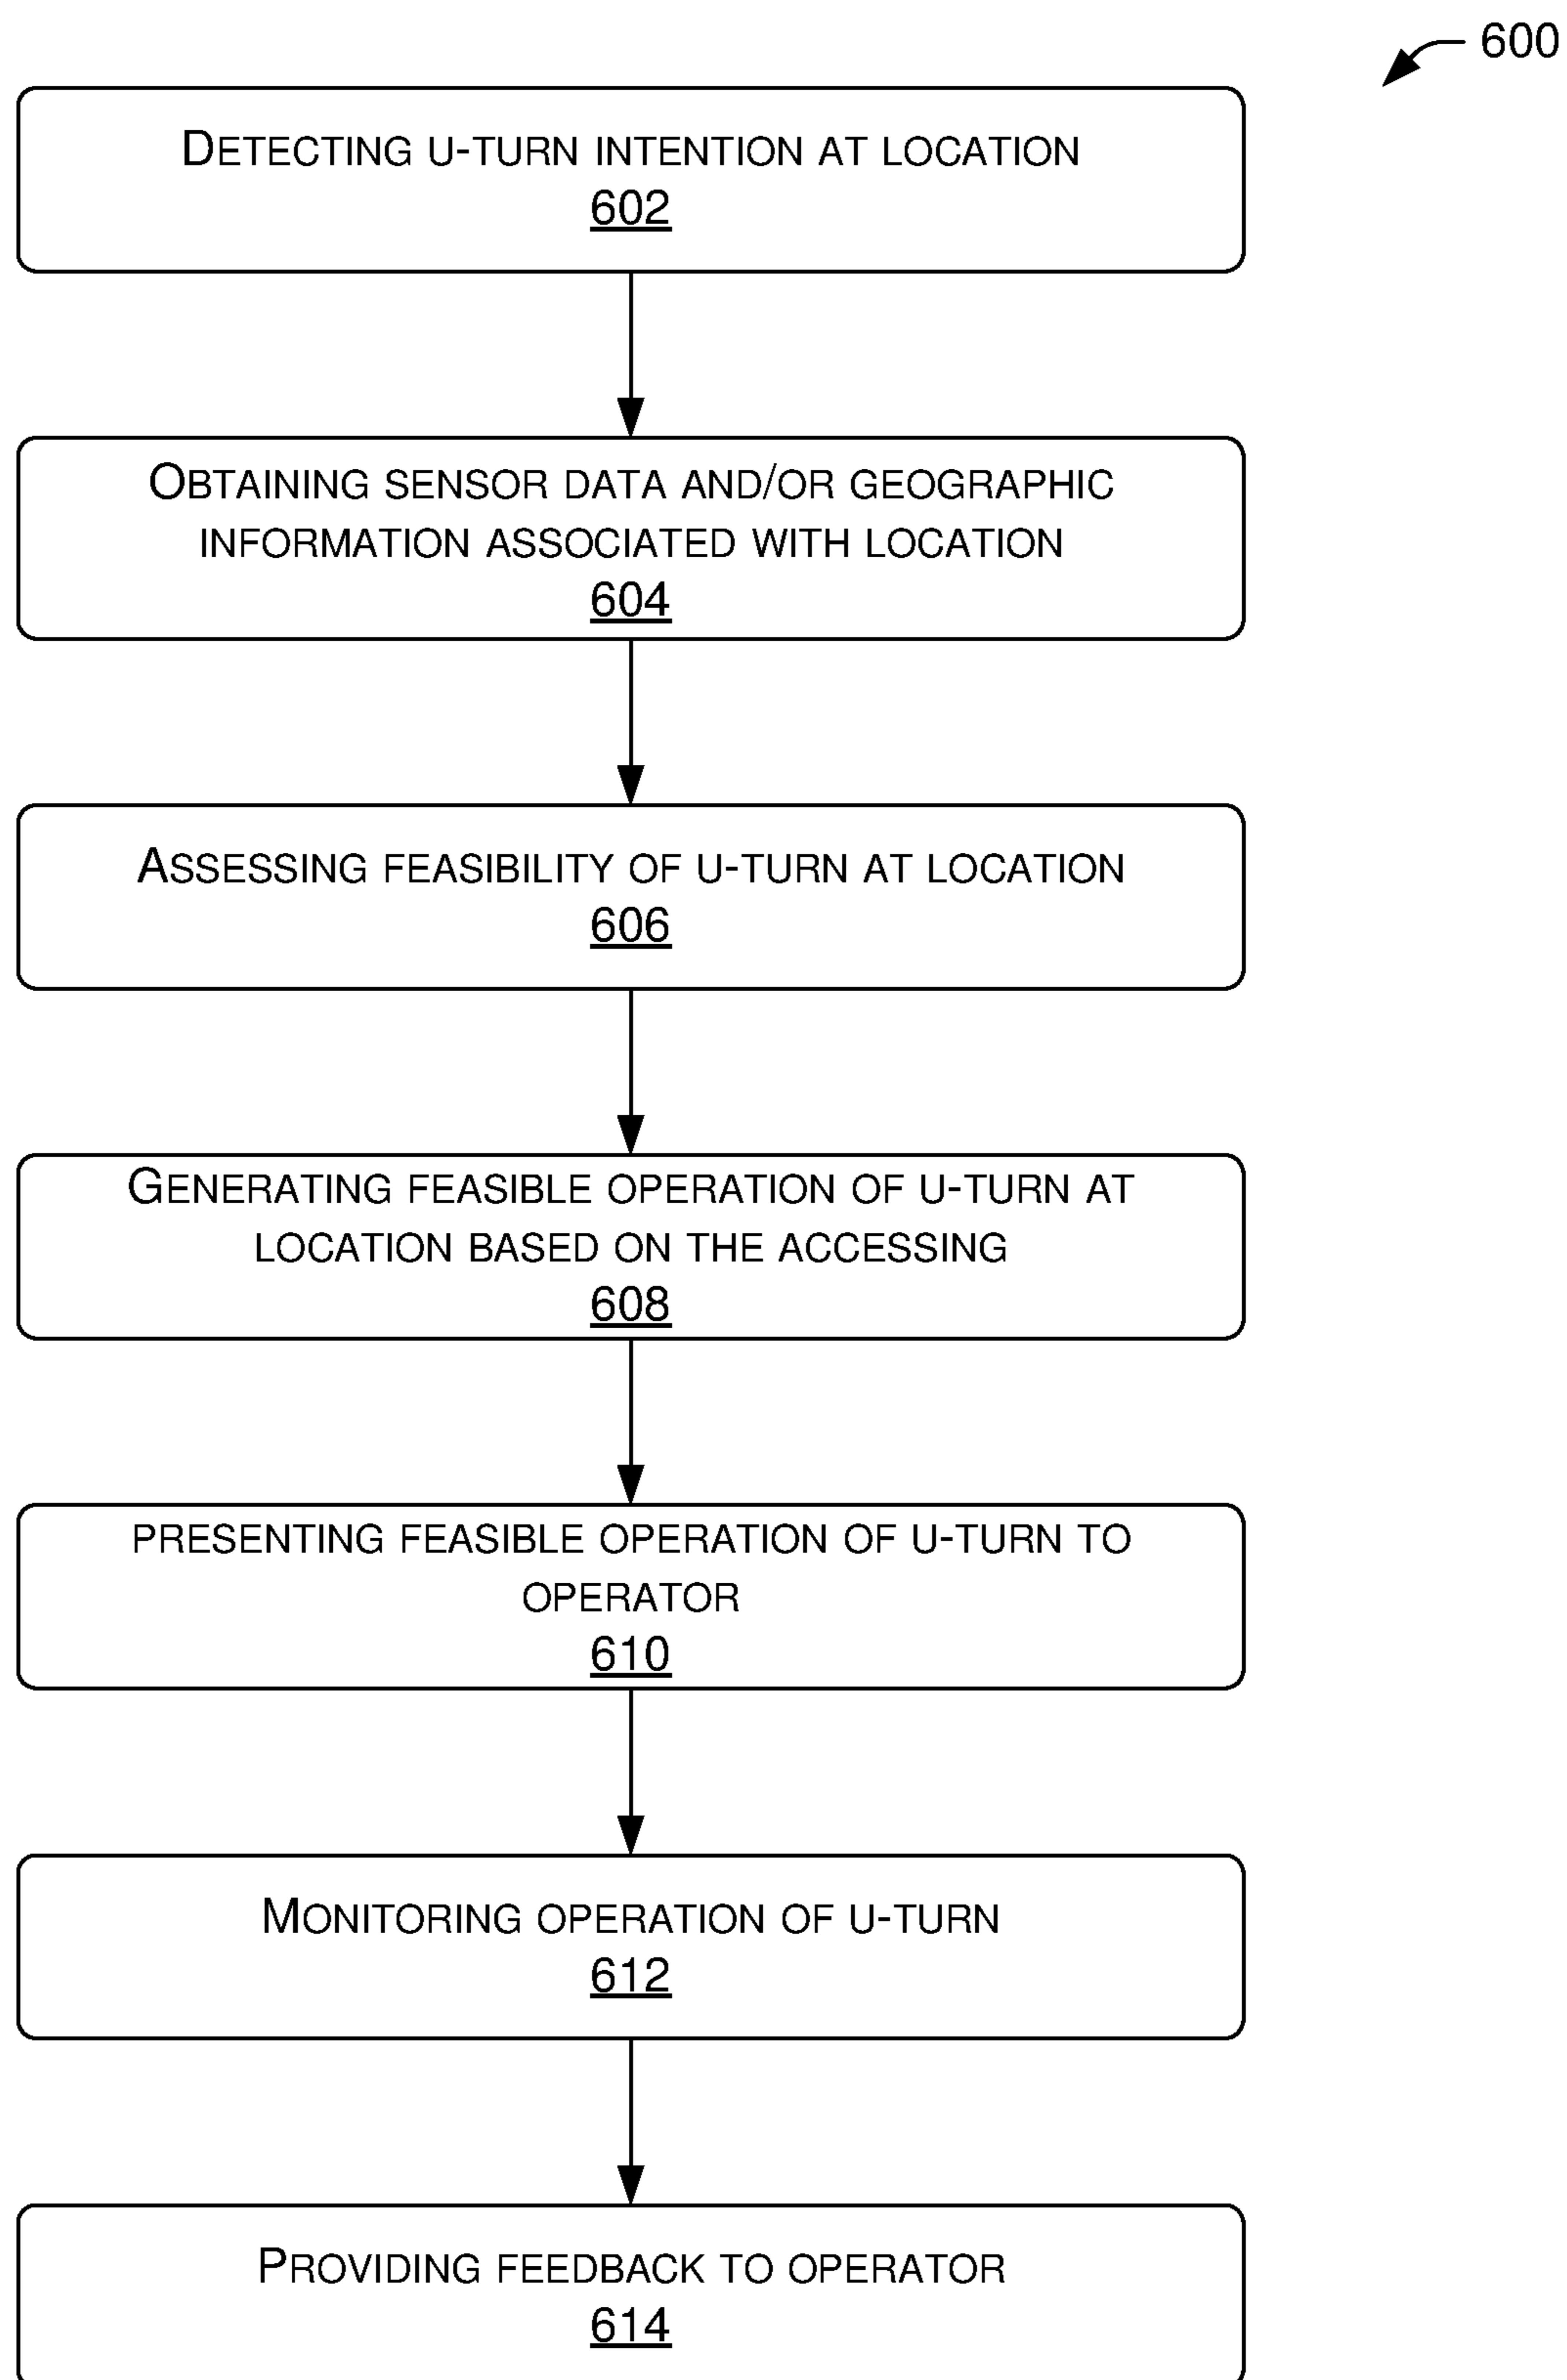 600
DETECTING U-TURN INTENTION AT LOCATION
602
OBTAINING SENSOR DATA AND/OR GEOGRAPHIC
INFORMATION ASSOCIATED WITH LOCATION
604
ASSESSING FEASIBILITY OF U-TURN AT LOCATION
606
GENERATING FEASIBLE OPERATION OF U-TURN AT
LOCATION BASED ON THE ACCESSING
608
PRESENTING FEASIBLE OPERATION OF U-TURN TO
OPERATOR
610
MONITORING OPERATION OF U-TURN
612
PROVIDING FEEDBACK TO OPERATOR
614